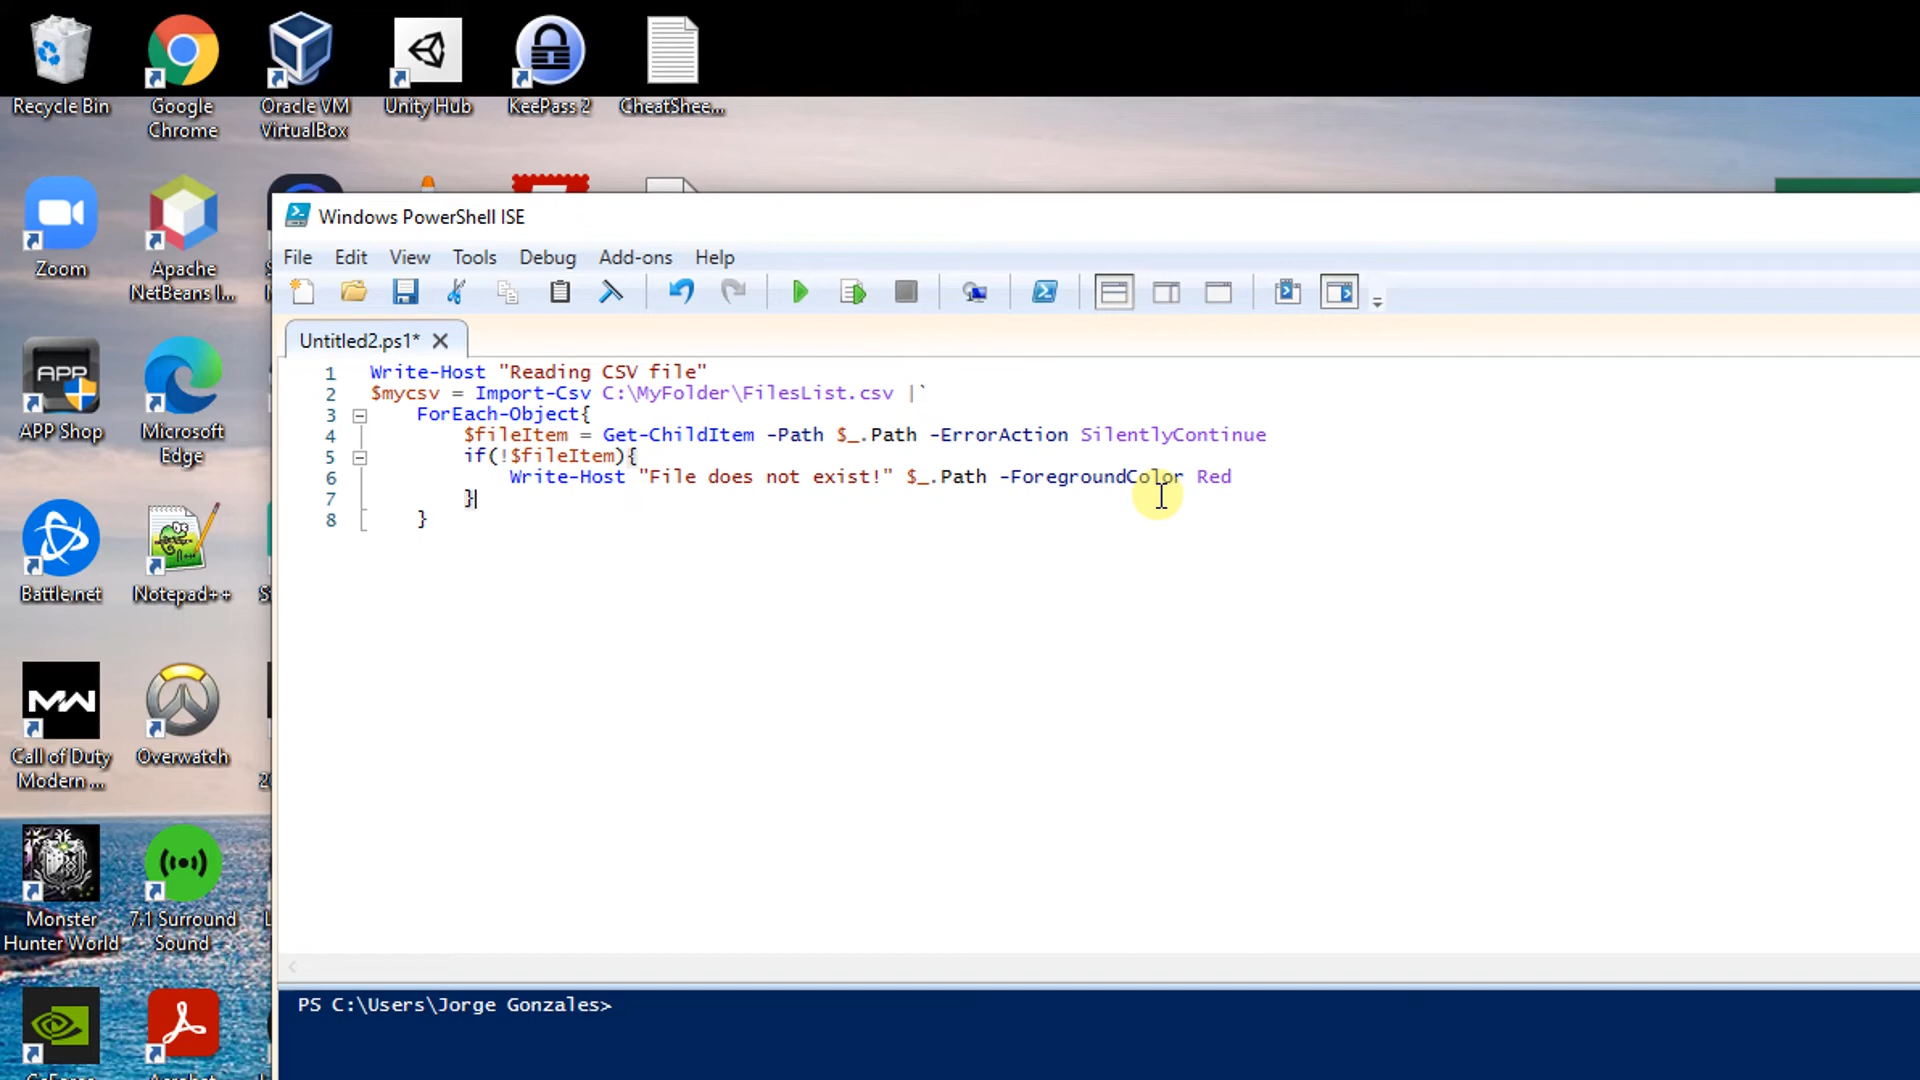 Recycle Bin
Google Chrome
Oracle VM VirtualBox
Unity Hub
KeePass 2
CheatShee...
Zoom
Apache NetBeans I...
APP
APP Shop
Microsoft Edge
Battle.net
Notepad++
MW
Call of Duty Modern ...
Overwatch
Monster Hunter World
7.1 Surround Sound
Windows PowerShell ISE
File Edit View Tools Debug Add-ons Help
Untitled2.ps1* X
1 Write-Host "Reading CSV file"
2 $mycsv = Import-Csv C:\MyFolder\FilesList.csv |`
3 ForEach-Object{
4 $fileItem = Get-ChildItem -Path $_.Path -ErrorAction SilentlyContinue
5 if(!$fileItem){
6 Write-Host "File does not exist!" $_.Path -ForegroundColor Red
7 }
8 }
PS C:\Users\Jorge Gonzales>